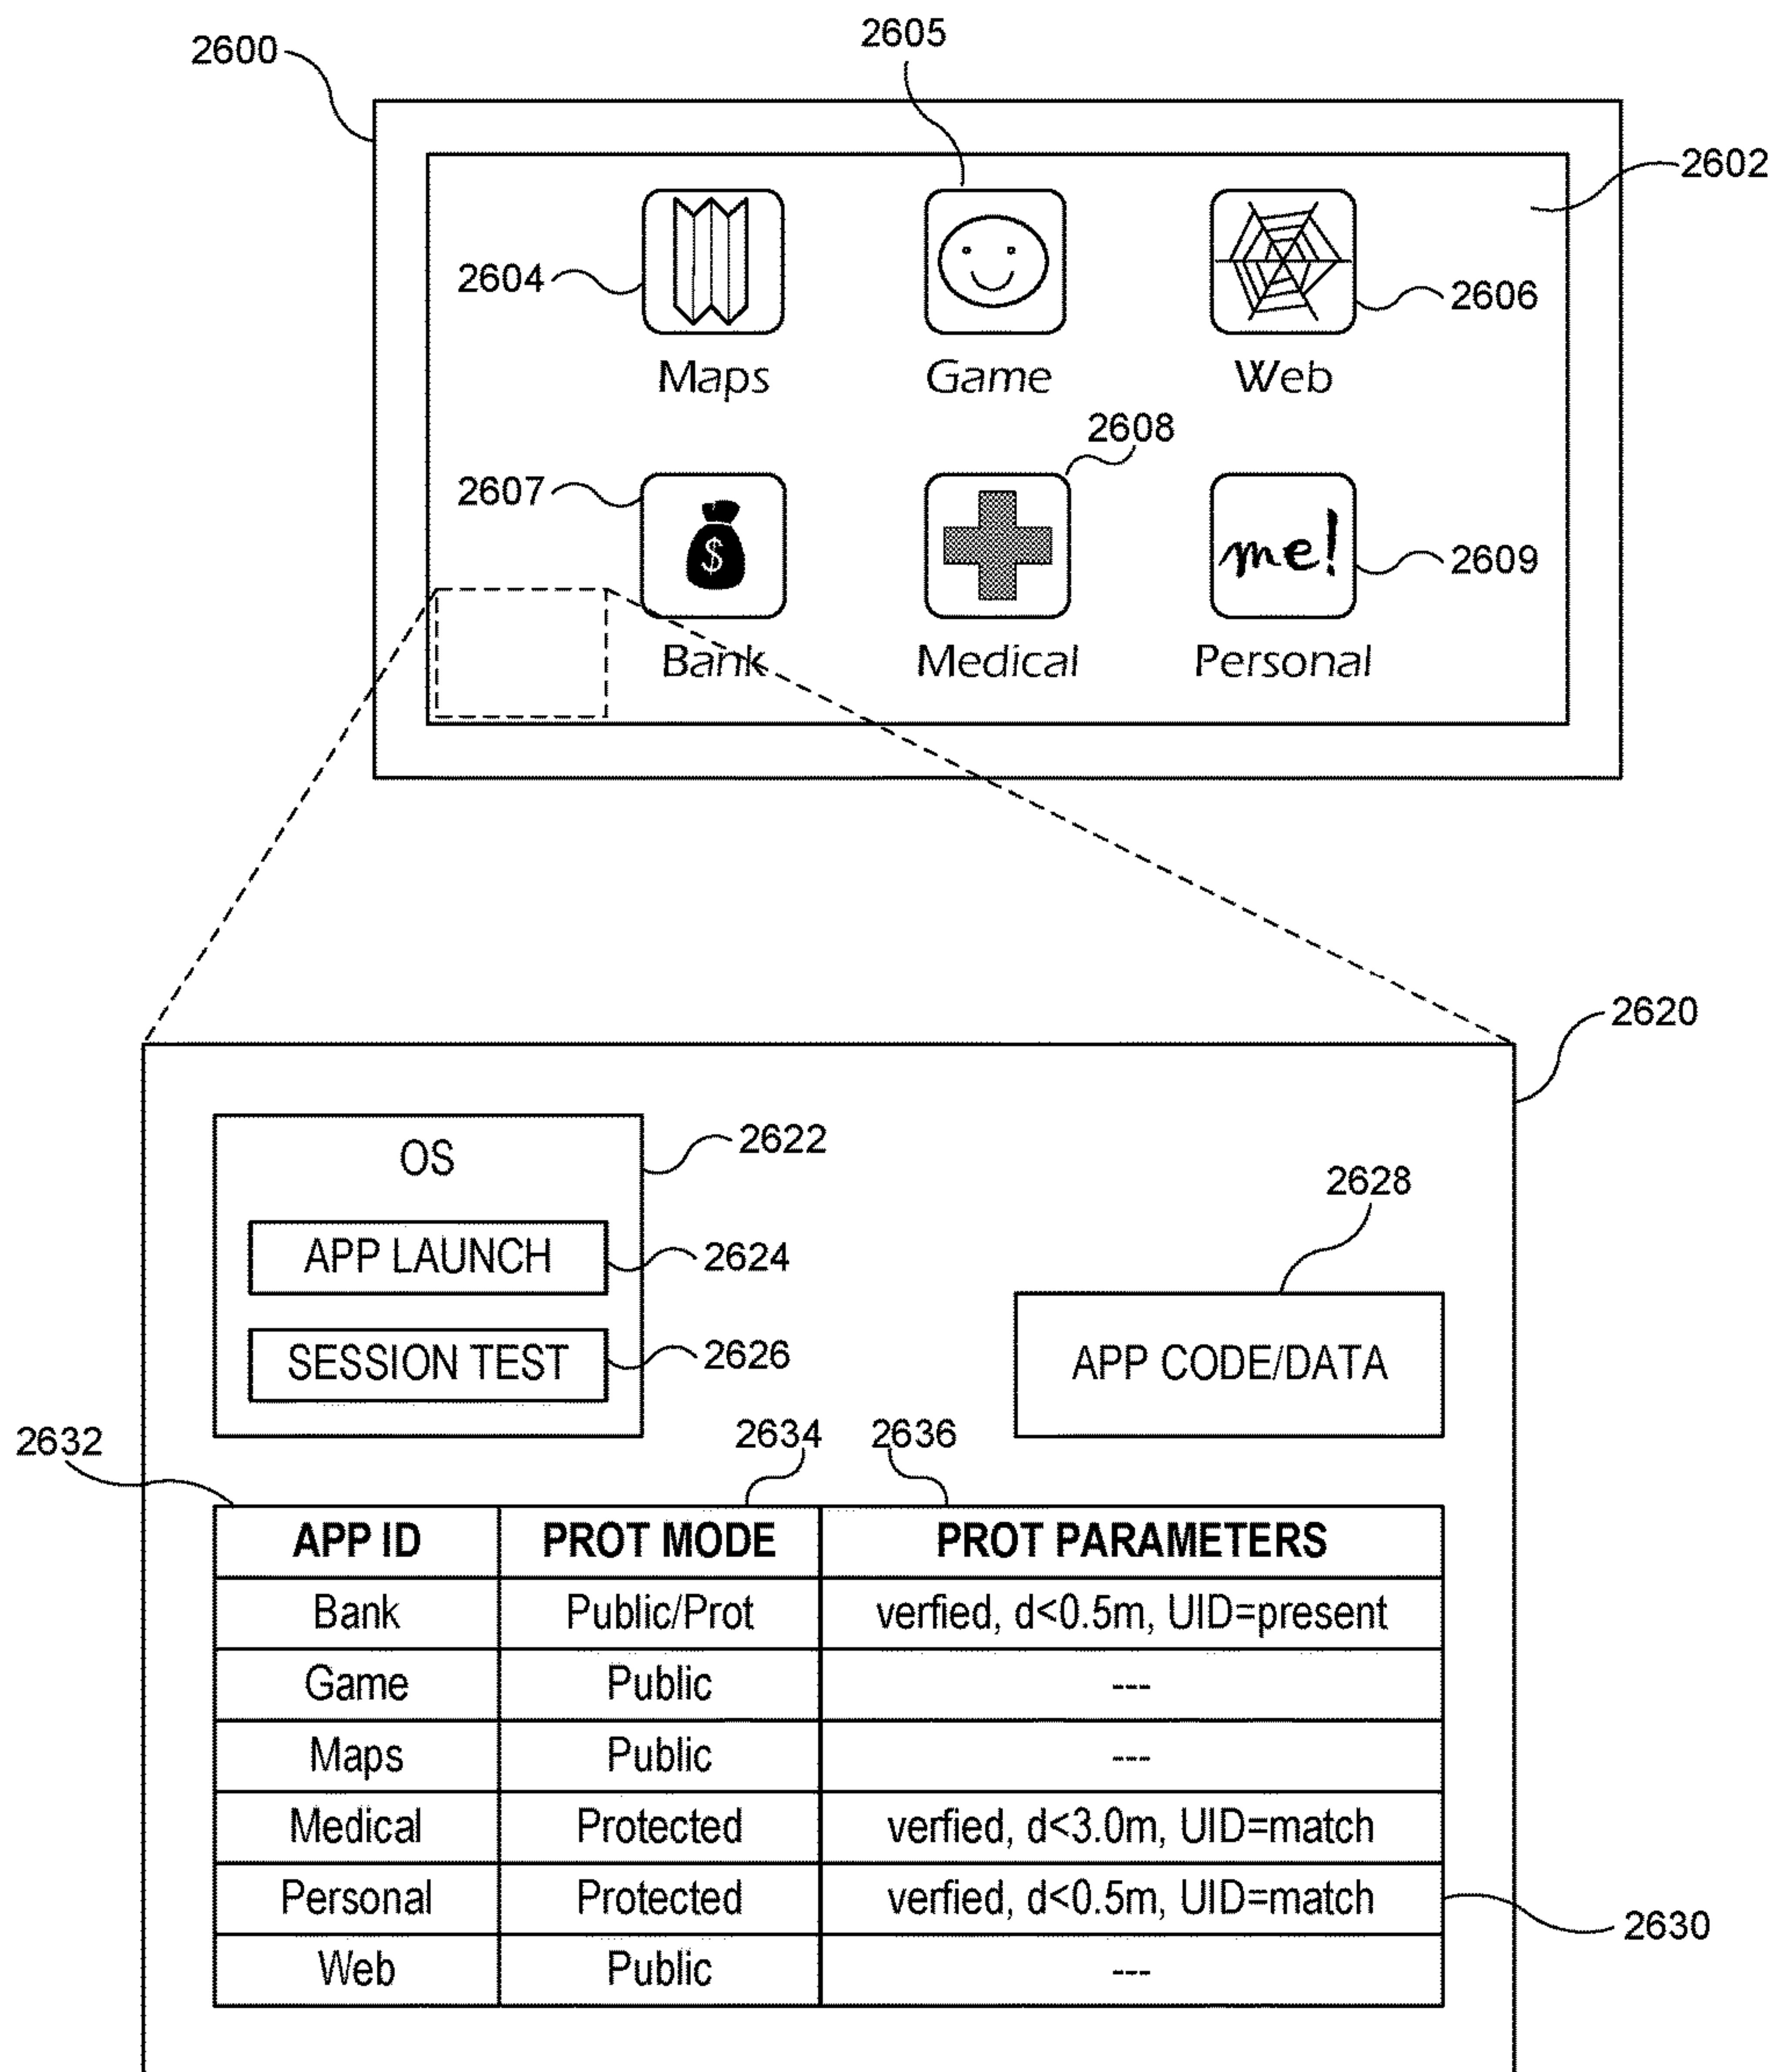 2605
2600
2602
2604
2606
Maps Game Web
2608
2607
$
me!
2609
Bank Medical Personal
2620
OS
2622
2628
APP LAUNCH
2624
SESSION TEST
2626
APP CODE/DATA
2632
2634 2636
APP ID PROT MODE PROT PARAMETERS
Bank Public/Prot verfied, d<0.5m, UID=present
Game Public ---
Maps Public ---
Medical Protected verfied, d<3.0m, UID=match
Personal Protected verfied, d<0.5m, UID=match
2630
Web Public ---